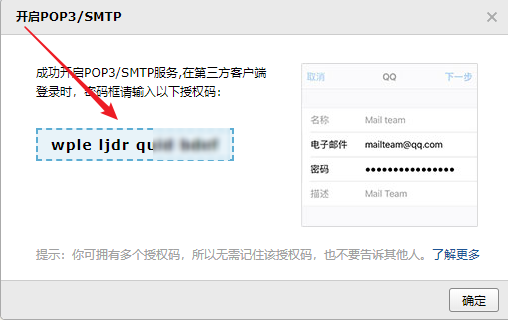 开启POP3/SMTP
成功开启POP3/SMTP服务,在第三方客户端
登录时，密码框请输入以下授权码：
wple ljdr
取消 QQ 下一步
名称 Mail team
电子邮件 mailteam@qq.com
密码 ●●●●●●●●●●●●●●●●
描述 Mail Team
提示：你可拥有多个授权码，所以无需记住该授权码，也不要告诉其他人。了解更多
确定